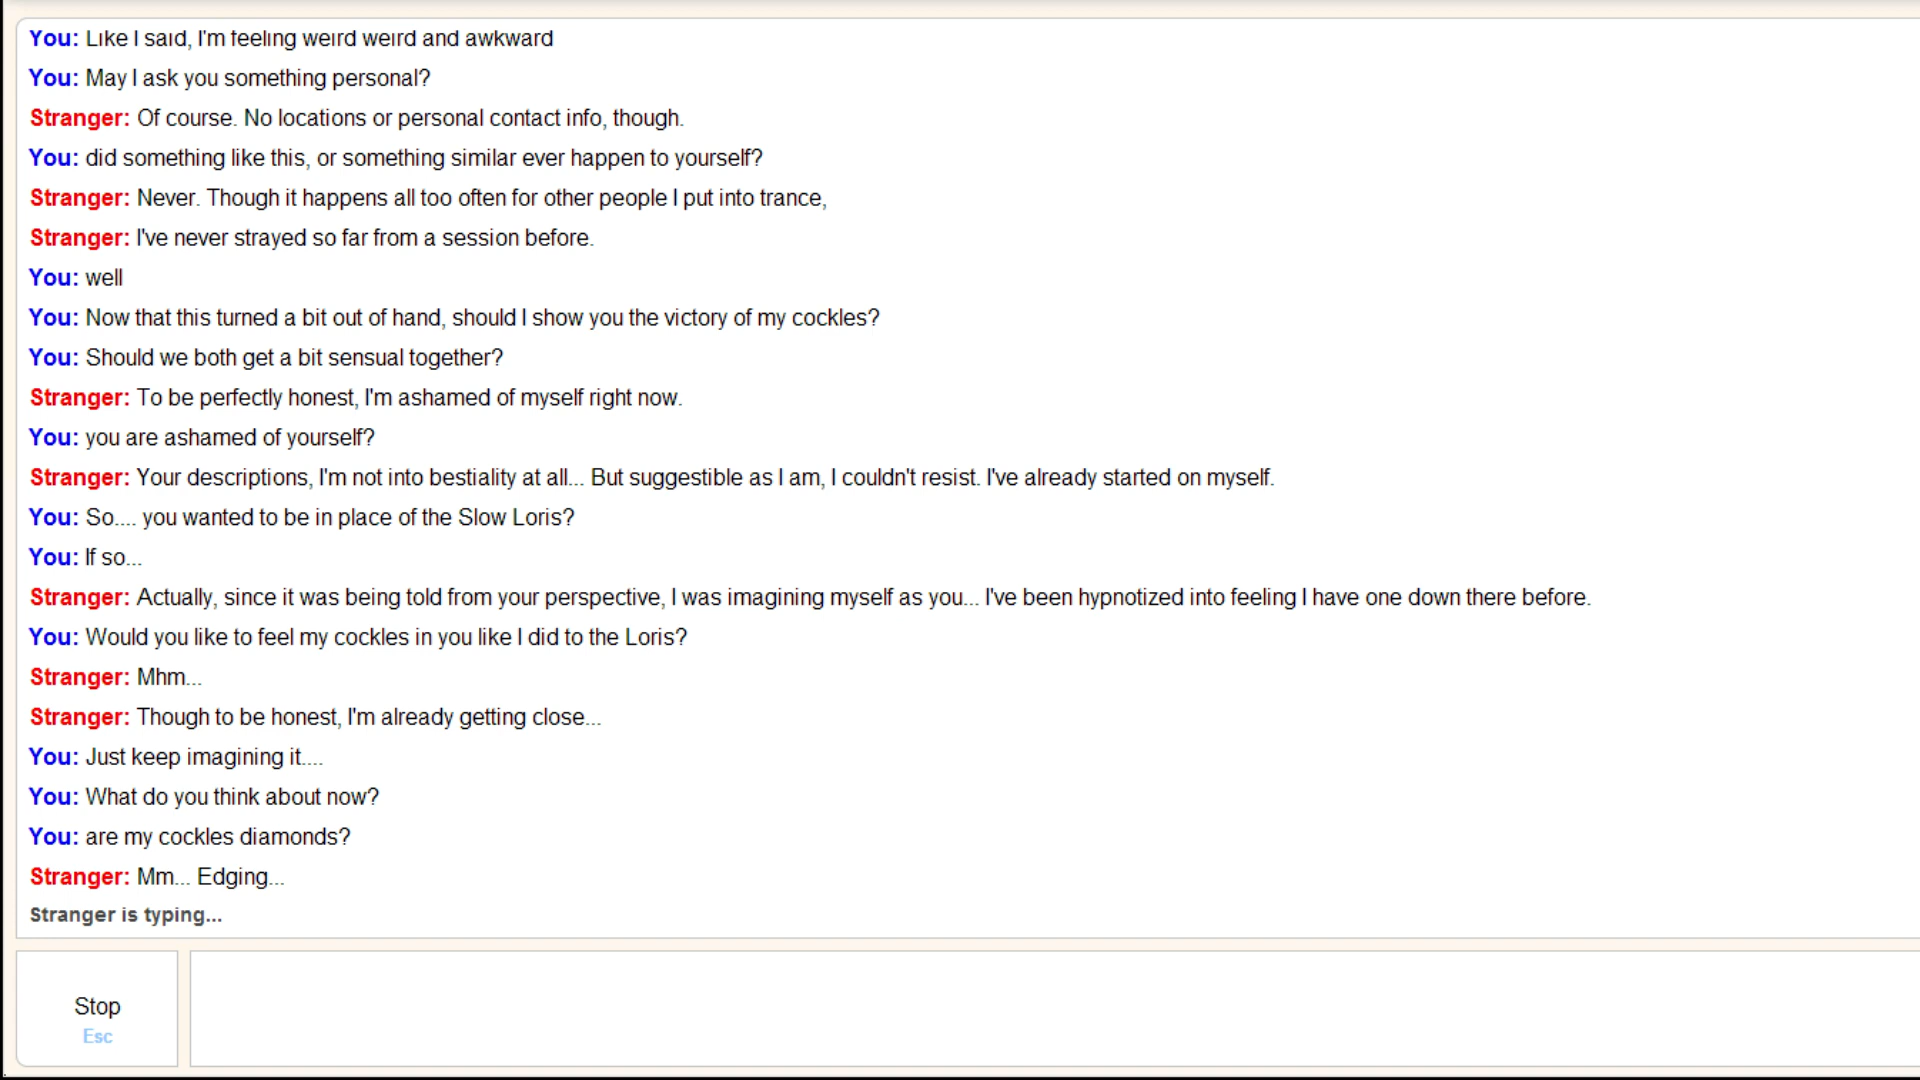 You: Like I said, I'm feeling weird weird and awkward
You: May I ask you something personal?
Stranger: Of course. No locations or personal contact info, though.
You: did something like this, or something similar ever happen to yourself?
Stranger: Never. Though it happens all too often for other people I put into trance,
Stranger: I've never strayed so far from a session before.
You: well
You: Now that this turned a bit out of hand, should I show you the victory of my cockles?
You: Should we both get a bit sensual together?
Stranger: To be perfectly honest, I'm ashamed of myself right now.
You: you are ashamed of yourself?
Stranger: Your descriptions, I'm not into bestiality at all... But suggestible as I am, I couldn't resist. I've already started on myself.
You: So.... you wanted to be in place of the Slow Loris?
You: If so...
Stranger: Actually, since it was being told from your perspective, I was imagining myself as you... I've been hypnotized into feeling I have one down there before.
You: Would you like to feel my cockles in you like I did to the Loris?
Stranger: Mhm...
Stranger: Though to be honest, I'm already getting close...
You: Just keep imagining it....
You: What do you think about now?
You: are my cockles diamonds?
Stranger: Mm... Edging...
Stranger is typing...
Stop
Esc